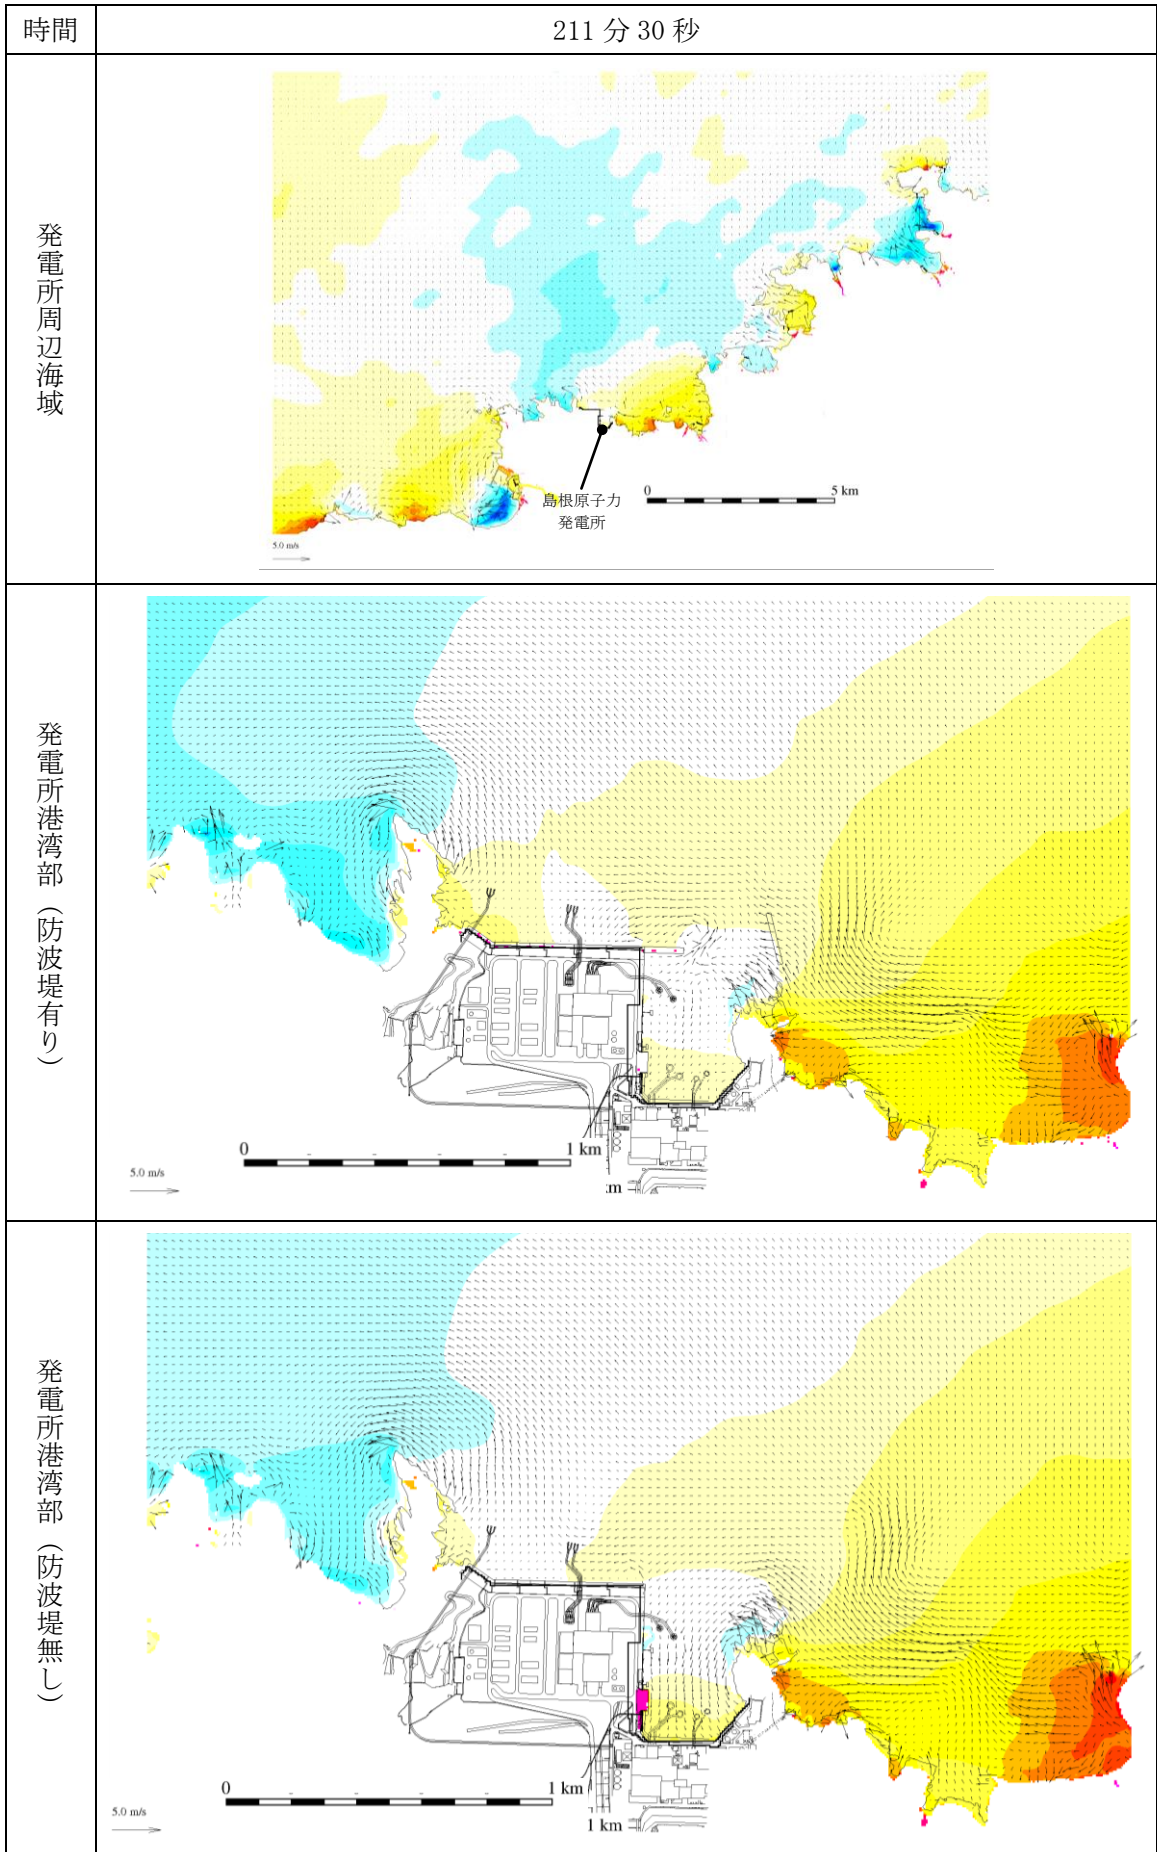 時間
211 分 30 秒
発電所周辺海域
島根原子力
発電所
0 5 km
5.0 m/s
発電所港湾部（防波堤有り）
0 1 km
5.0 m/s
:m
発電所港湾部（防波堤無し）
0 1 km
5.0 m/s
1 km